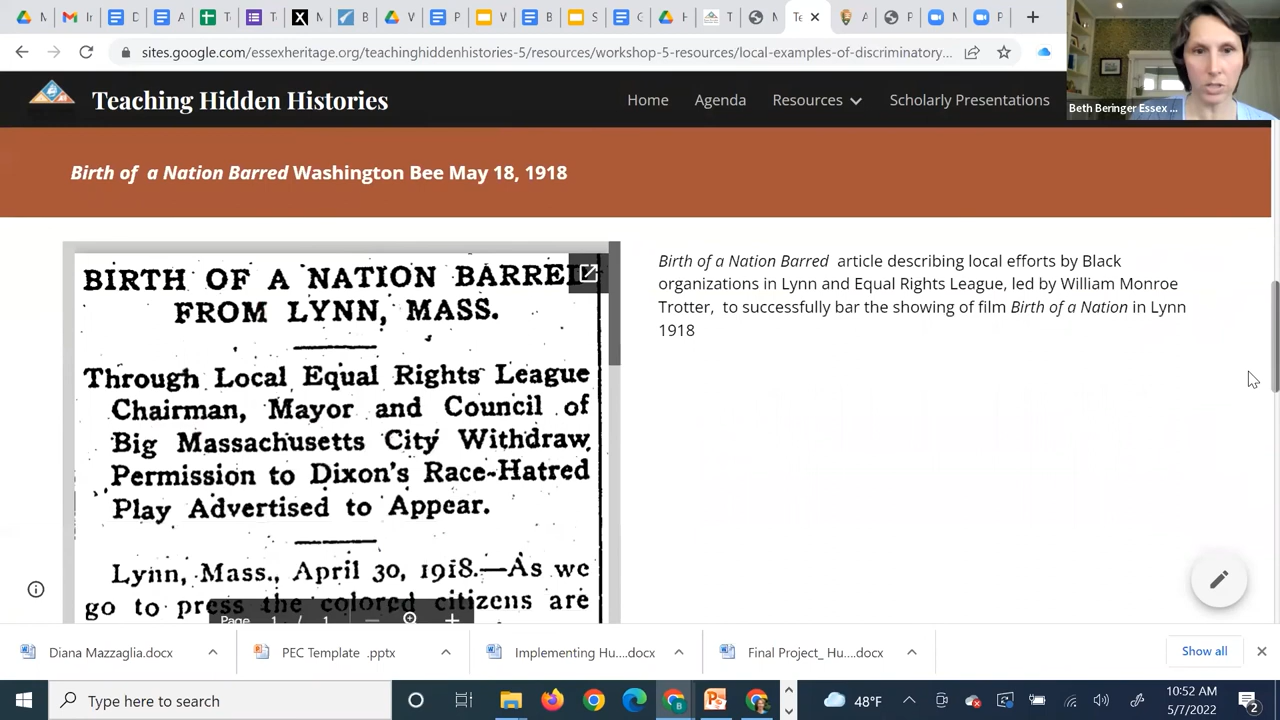 M
D
A
T
T
M
B
V
P
V
B
S
G
H
T
M
Te
A
P
M
P
sites.google.com/essexheritage.org/teachinghiddenhistories-5/resources/workshop-5-resources/local-examples-of-discriminatory...
Teaching Hidden Histories
Home Agenda Resources Scholarly Presentations
Beth Beringer Essex ...
Birth of a Nation Barred Washington Bee May 18, 1918
BIRTH OF A NATION BARRED
FROM LYNN, MASS.
Through Local Equal Rights League
Chairman, Mayor and Council of
Big Massachusetts City Withdraw
Permission to Dixon's Race-Hatred
Play Advertised to Appear.
Lynn, Mass., April 30, 1918.—As we
go to press the colored citizens are
Page 1 / 1
Birth of a Nation Barred article describing local efforts by Black
organizations in Lynn and Equal Rights League, led by William Monroe
Trotter, to successfully bar the showing of film Birth of a Nation in Lynn
1918
Diana Mazzaglia.docx
PEC Template .pptx
Implementing Hu....docx
Final Project_ Hu....docx
Show all
Type here to search
48°F
10:52 AM
5/7/2022
2